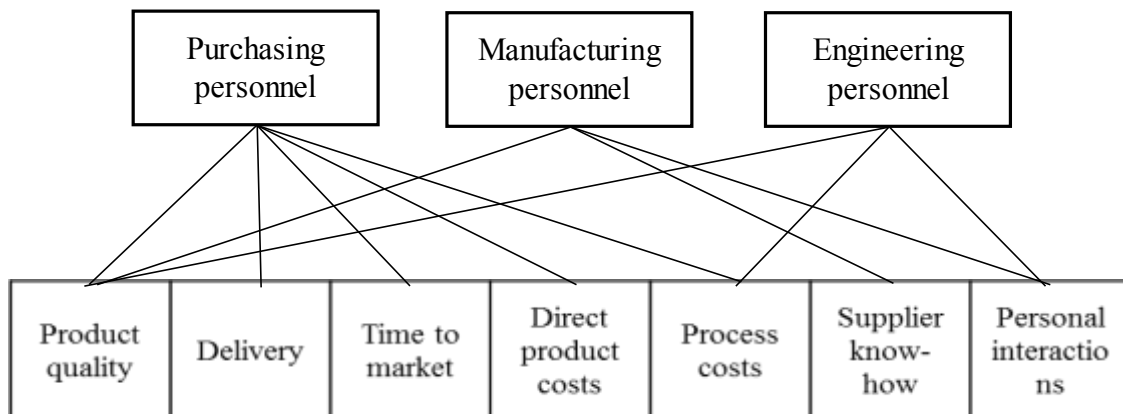 Purchasing
personnel
Manufacturing
personnel
Engineering
personnel
Product
quality
Delivery
Time to
market
Direct
product
costs
Process
costs
Supplier
know-
how
Personal
interactio
ns